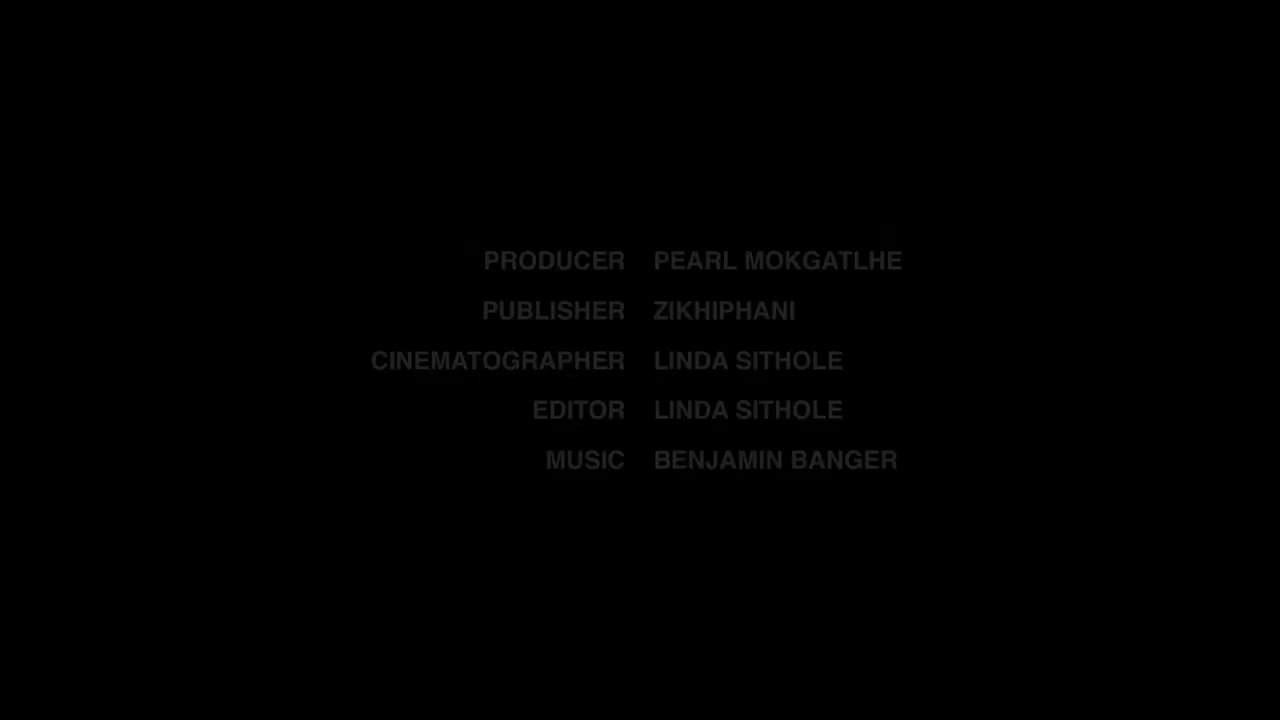 PRODUCER PEARL MOKGATLHE
PUBLISHER ZIKHIPHANI
CINEMATOGRAPHER LINDA SITHOLE
EDITOR LINDA SITHOLE
MUSIC BENJAMIN BANGER